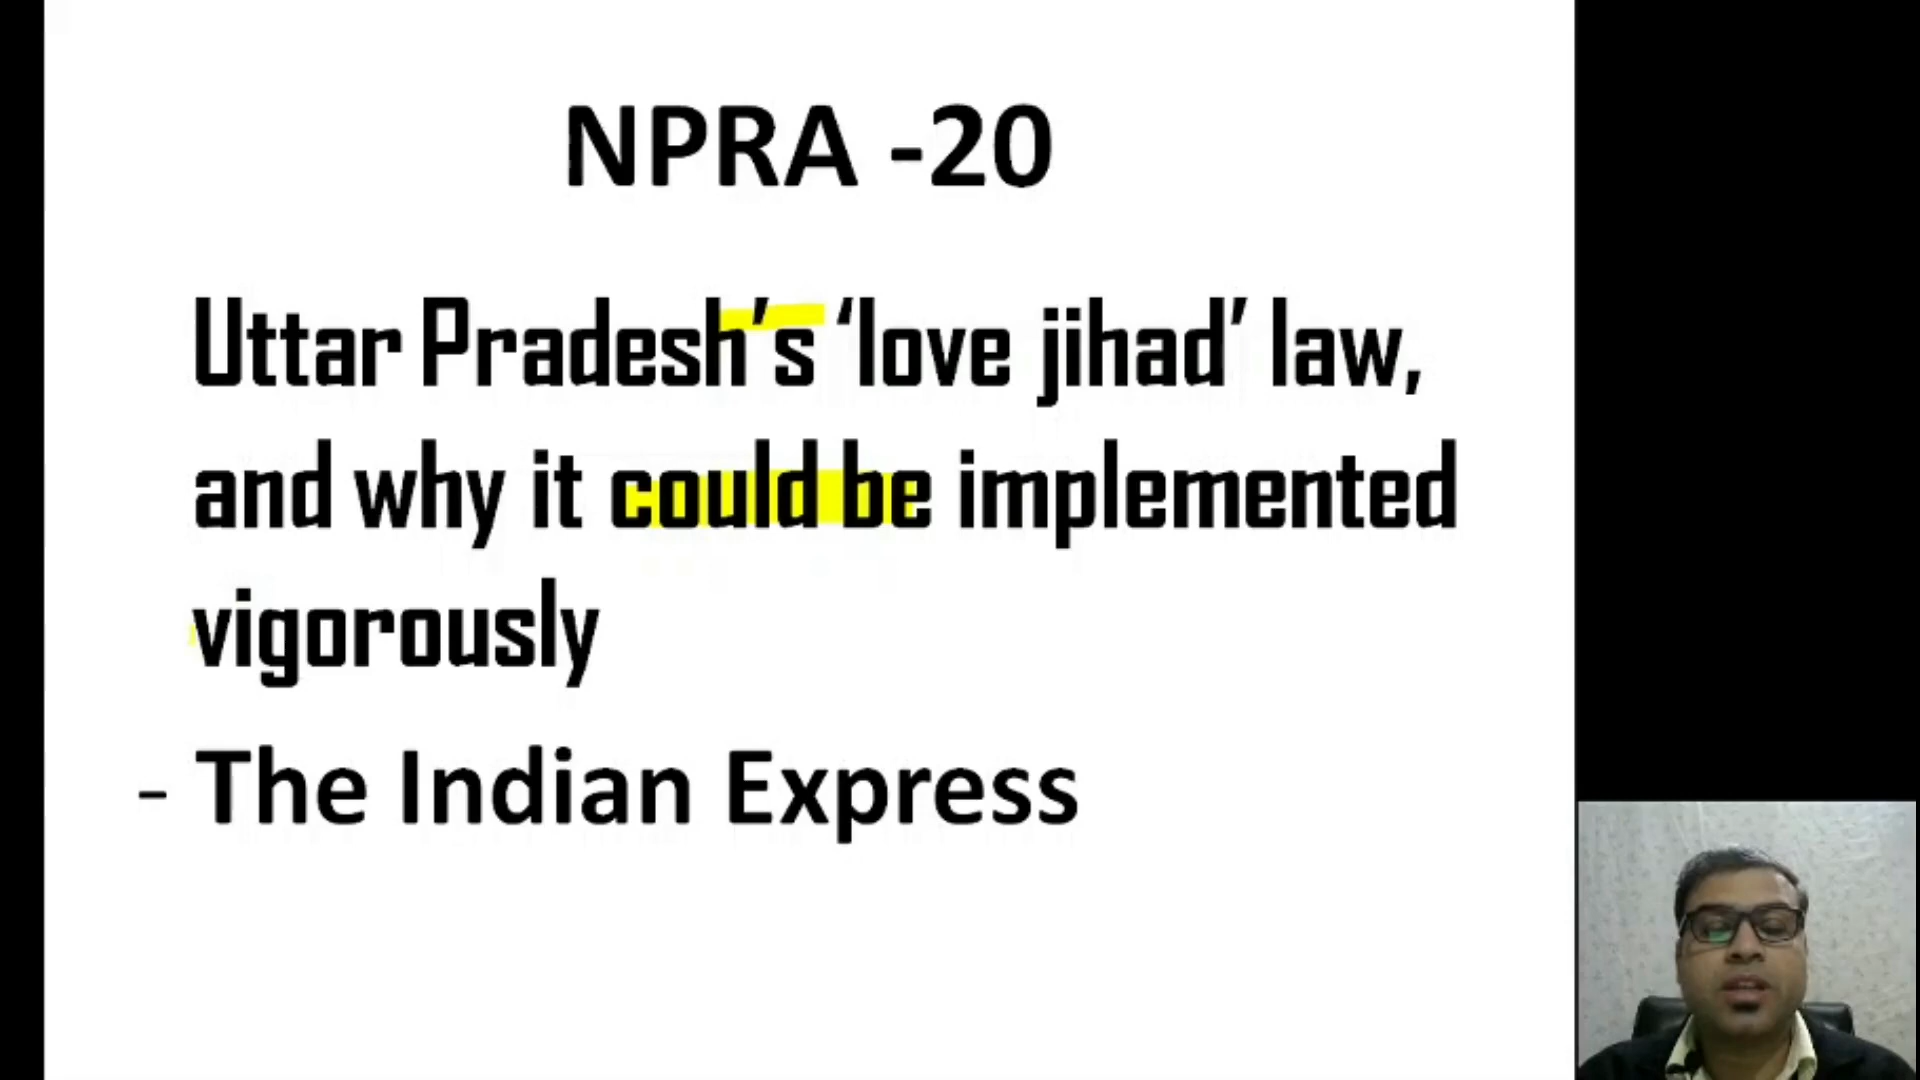 NPRA -20
Uttar Pradesh’s ‘love jihad’ law,
and why it could be implemented
vigorously
- The Indian Express